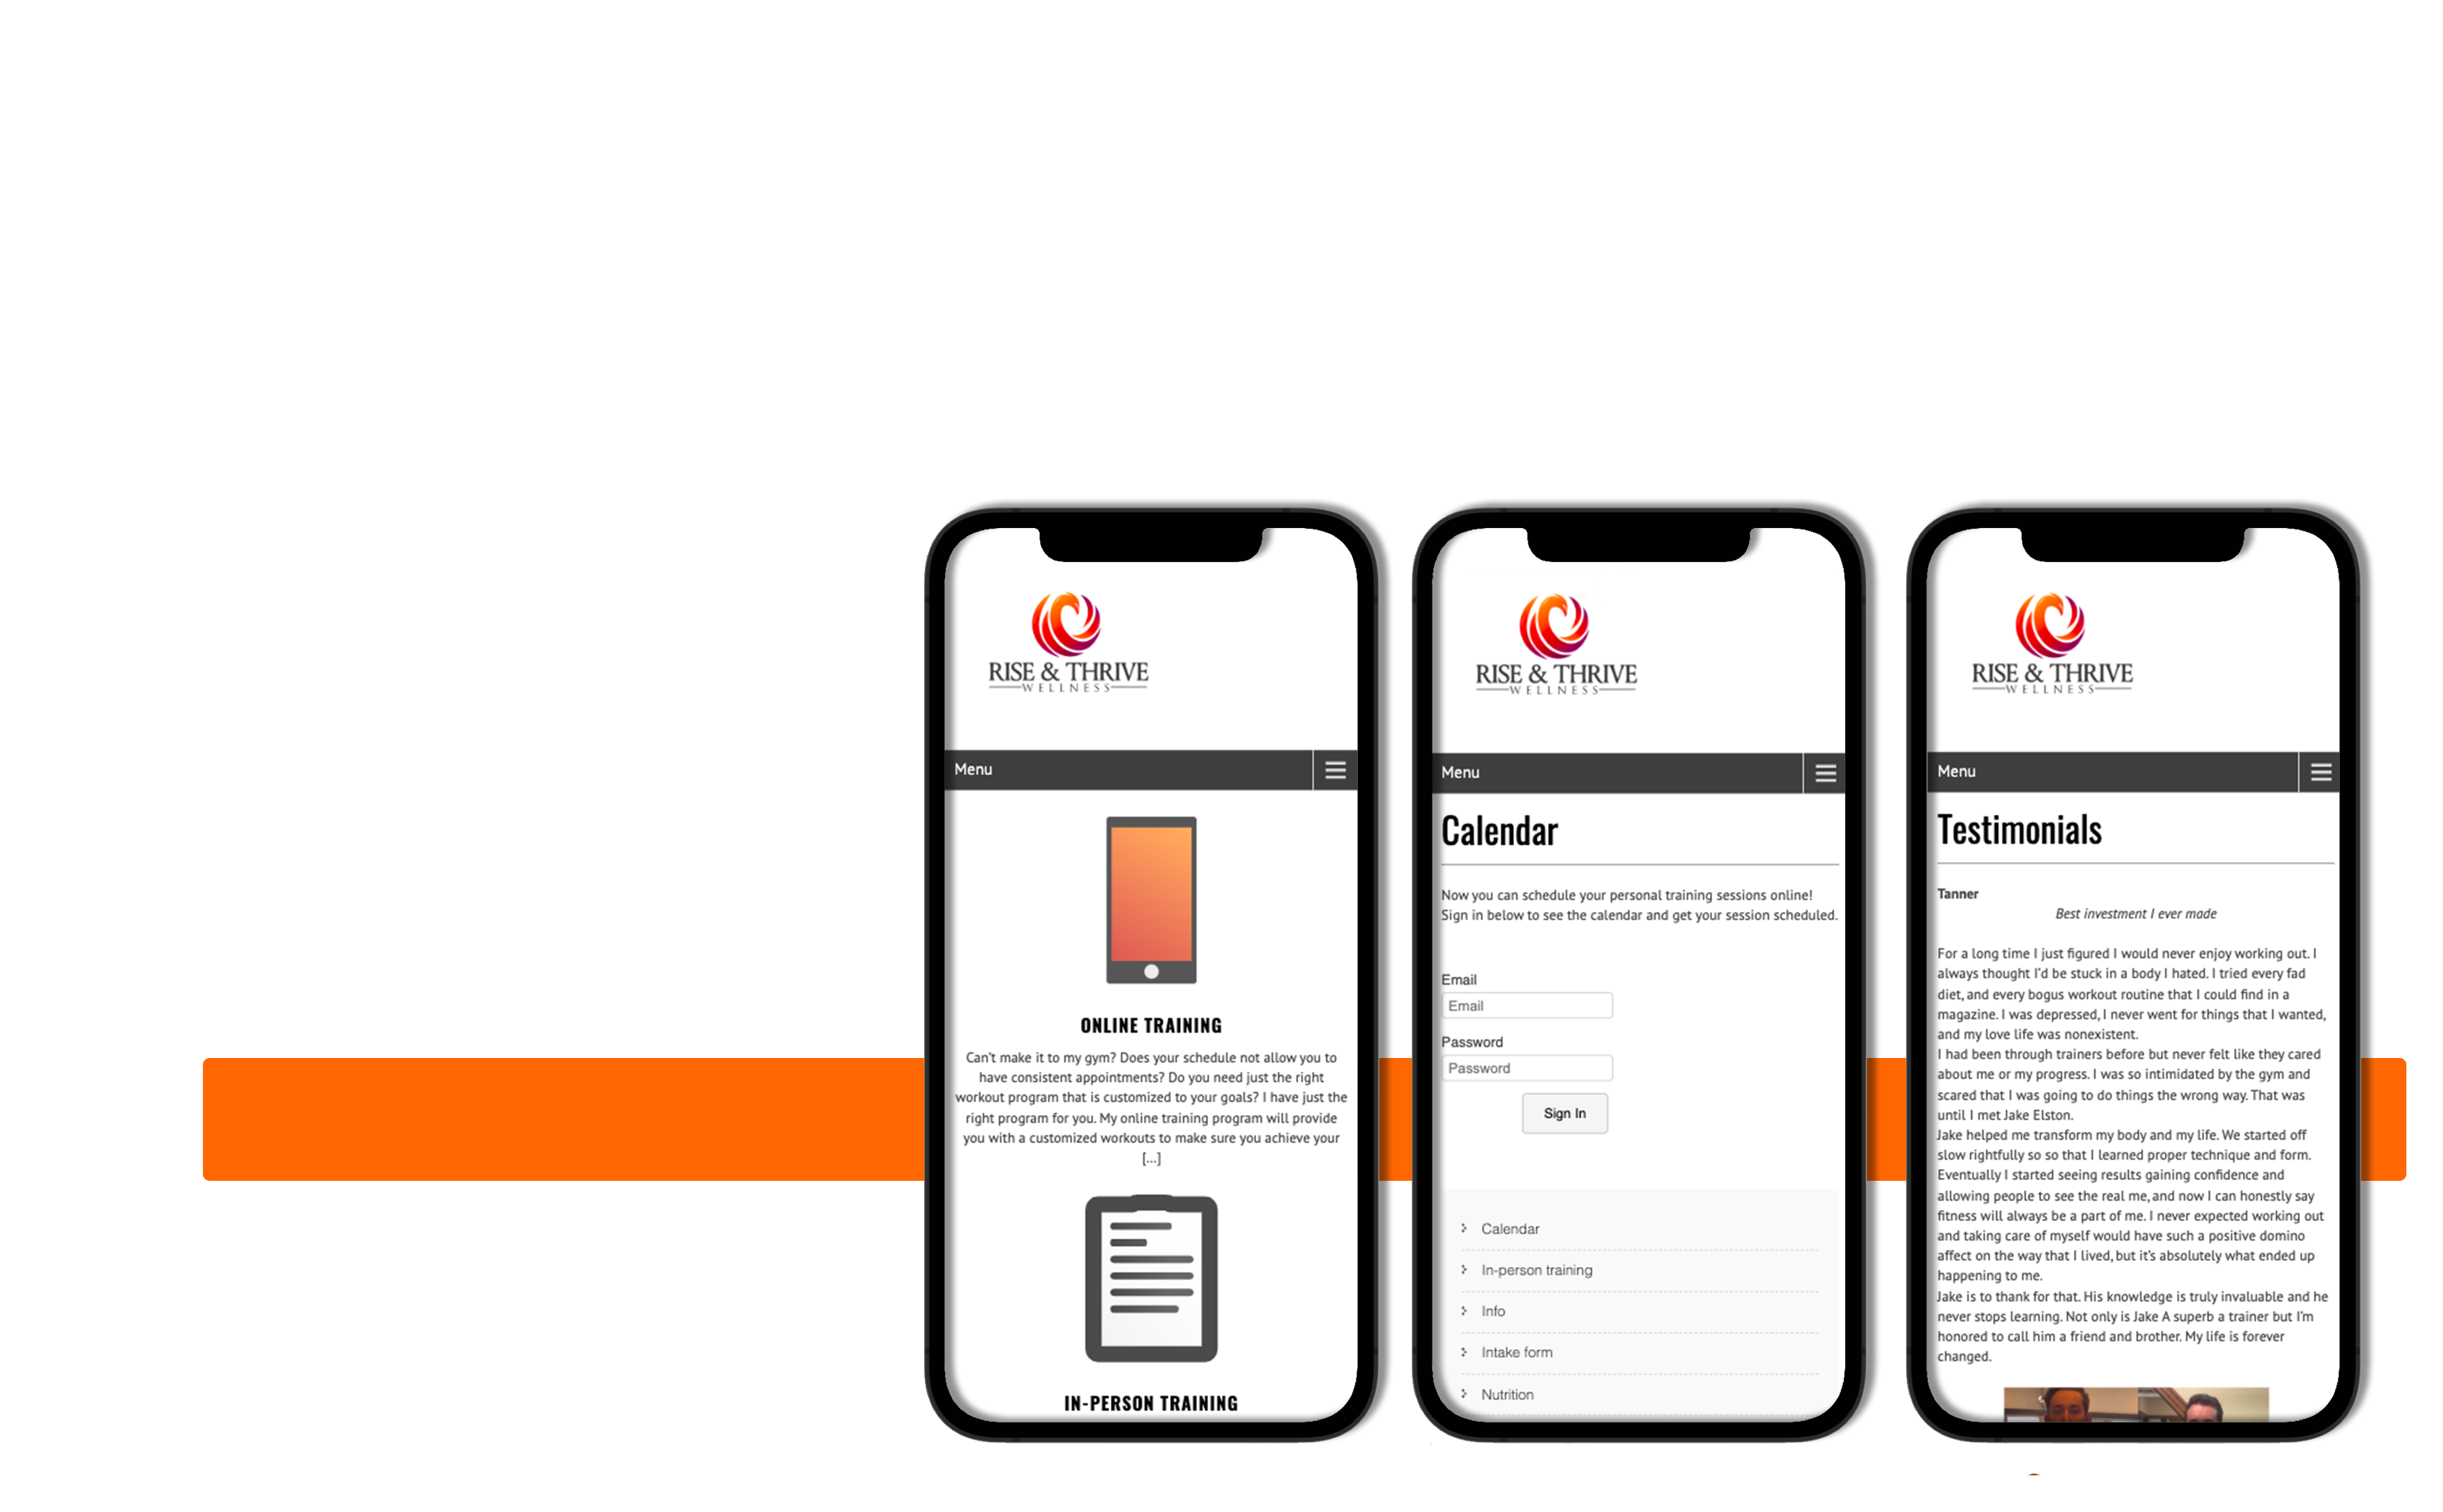 RISE & THRIVE
WELLNESS
Menu
ONLINE TRAINING
Can't make it to my gym? Does your schedule not allow you to
have consistent appointments? Do you need just the right
workout program that is customized to your goals? I have just the
right program for you. My online training program will provide
you with a customized workouts to make sure you achieve your
[...]
IN-PERSON TRAINING
RISE & THRIVE
WELLNESS
Menu
Calendar
Now you can schedule your personal training sessions online!
Sign in below to see the calendar and get your session scheduled.
Email
Email
Password
Password
Sign In
Calendar
In-person training
Info
Intake form
Nutrition
RISE & THRIVE
WELLNESS
Menu
Testimonials
Tanner
Best investment I ever made
For a long time I just figured I would never enjoy working out. I
always thought I'd be stuck in a body I hated. I tried every fad
diet, and every bogus workout routine that I could find in a
magazine. I was depressed, I never went for things that I wanted,
and my love life was nonexistent.
I had been through trainers before but never felt like they cared
about me or my progress. I was so intimidated by the gym and
scared that I was going to do things the wrong way. That was
until I met Jake Elston.
Jake helped me transform my body and my life. We started off
slow rightfully so so that I learned proper technique and form.
Eventually I started seeing results gaining confidence and
allowing people to see the real me, and now I can honestly say
fitness will always be a part of me. I never expected working out
and taking care of myself would have such a positive domino
affect on the way that I lived, but it's absolutely what ended up
happening to me.
Jake is to thank for that. His knowledge is truly invaluable and he
never stops learning. Not only is Jake A superb a trainer but I'm
honored to call him a friend and brother. My life is forever
changed.